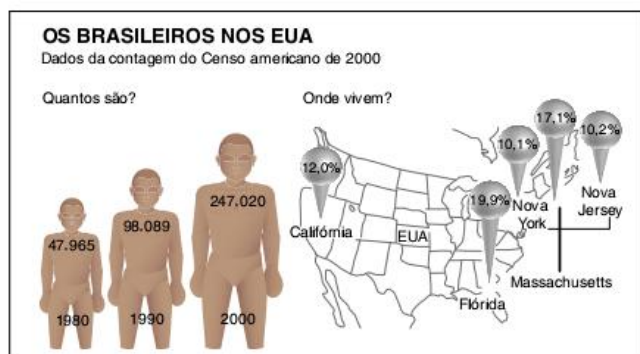 OS BRASILEIROS NOS EUA
Dados da contagem do Censo americano de 2000
Quantos são?
47.965
1980
98.089
1990
247.020
2000
Onde vivem?
12,0%
Califórnia
EUA
19,9%
Flórida
10,1%
Nova
York
17,1%
Massachusetts
10,2%
Nova
Jersey